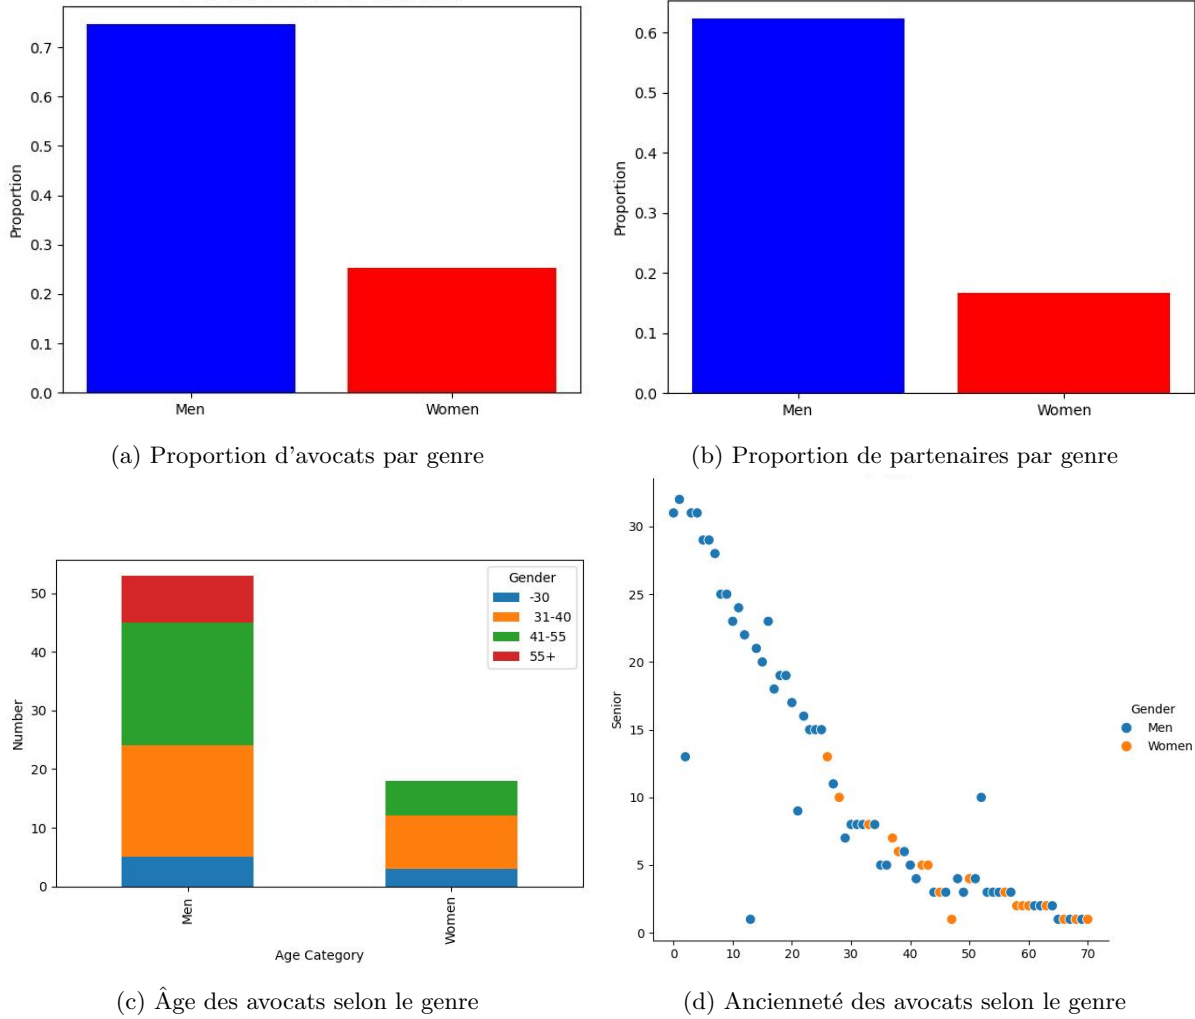 Proportion
0.7
0.6
0.5
0.4
0.3
0.2
0.1
0.0
Men
Women
(a) Proportion d'avocats par genre
Proportion
0.6
0.5
0.4
0.3
0.2
0.1
0.0
Men
Women
(b) Proportion de partenaires par genre
Number
50
40
30
20
10
0
Gender
-30
31-40
41-55
55+
Men
Women
Age Category
(c) Âge des avocats selon le genre
Senior
30
25
20
15
10
5
0
0 10 20 30 40 50 60 70
Gender
Men
Women
(d) Ancienneté des avocats selon le genre